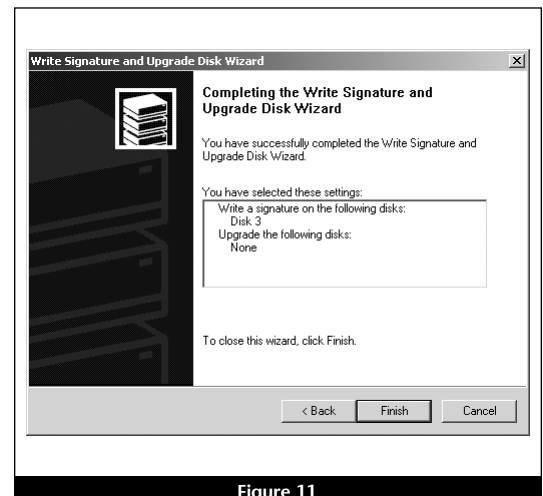 Write Signature and Upgrade Disk Wizard
Completing the Write Signature and
Upgrade Disk Wizard
You have successfully completed the Write Signature and
Upgrade Disk Wizard.
You have selected these settings:
Write a signature on the following disks:
Disk 3
Upgrade the following disks:
None
To close this wizard, click Finish.
< Back
Finish
Cancel
Figure 11